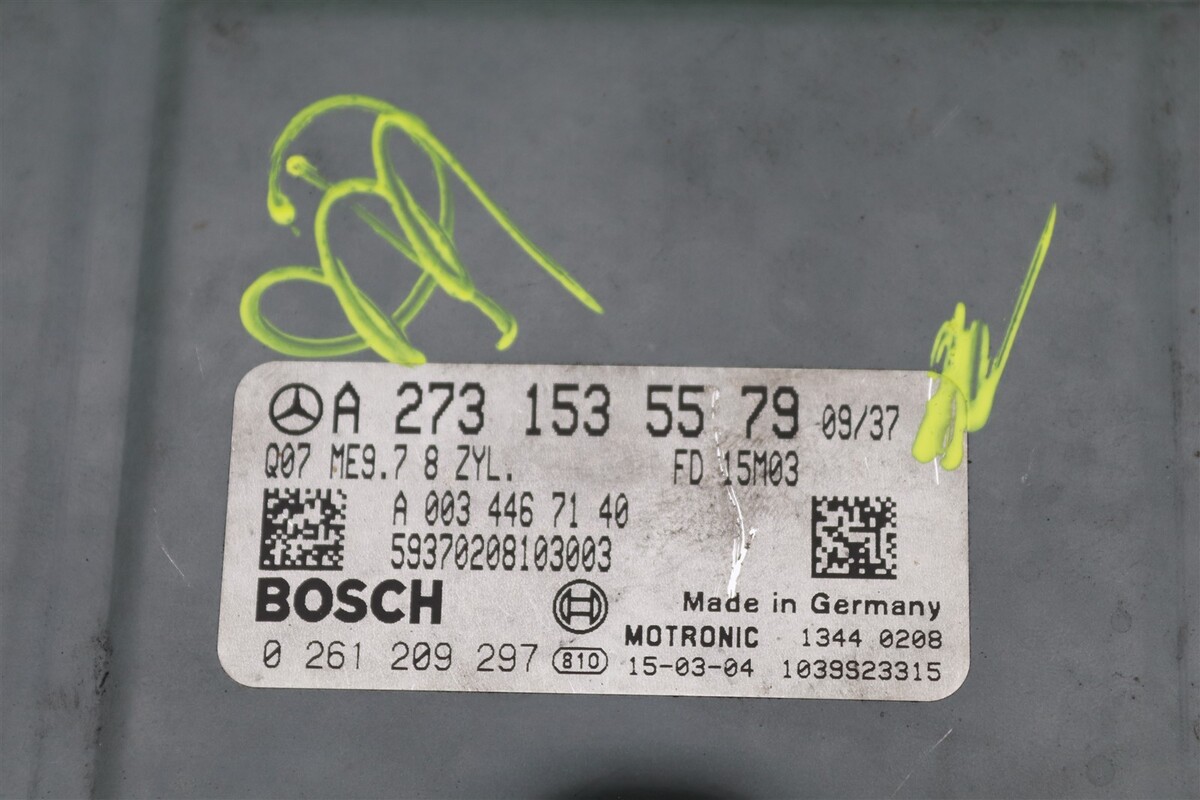 A 273 153 55 79 09/37
Q07 ME9.7 8 ZYL. FD 15M03
A 003 446 71 40
59370208103003
BOSCH
Made in Germany
MOTRONIC 1344 0208
0 261 209 297 810 15-03-04 1039S23315